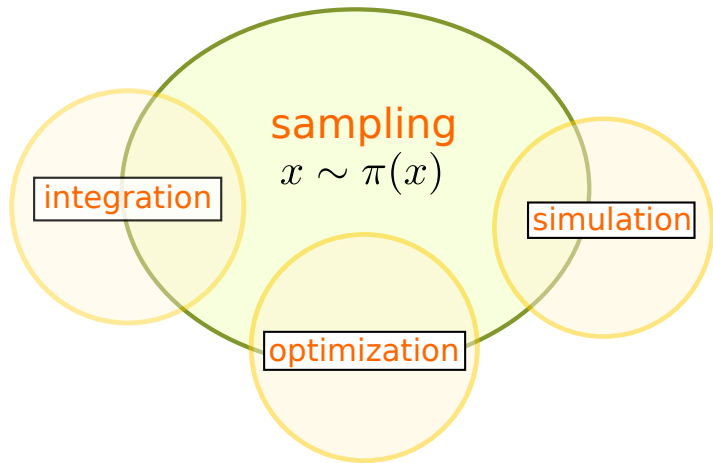 sampling
x ∼ π(x)
integration
simulation
optimization